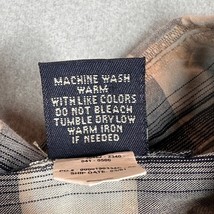 MACHINE WASH
WARM
WITH LIKE COLORS
DO NOT BLEACH
TUMBLE DRY LOW
WARM IRON
IF NEEDED